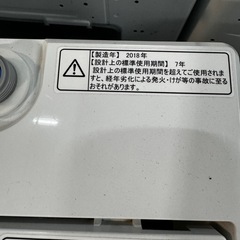 【製造年】 2018年
【設計上の標準使用期間】 7年
設計上の標準使用期間を超えてご使用されますと、経年劣化による発火・けが等の事故に至る
おそれがあります。